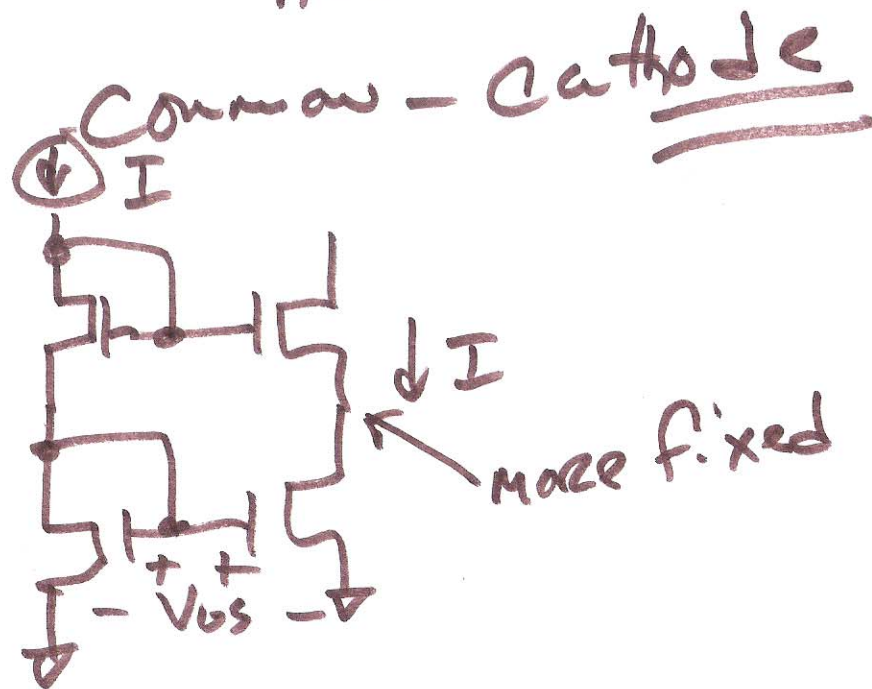 Common - Cathode
I
I
more fixed
+ +
- VGS -